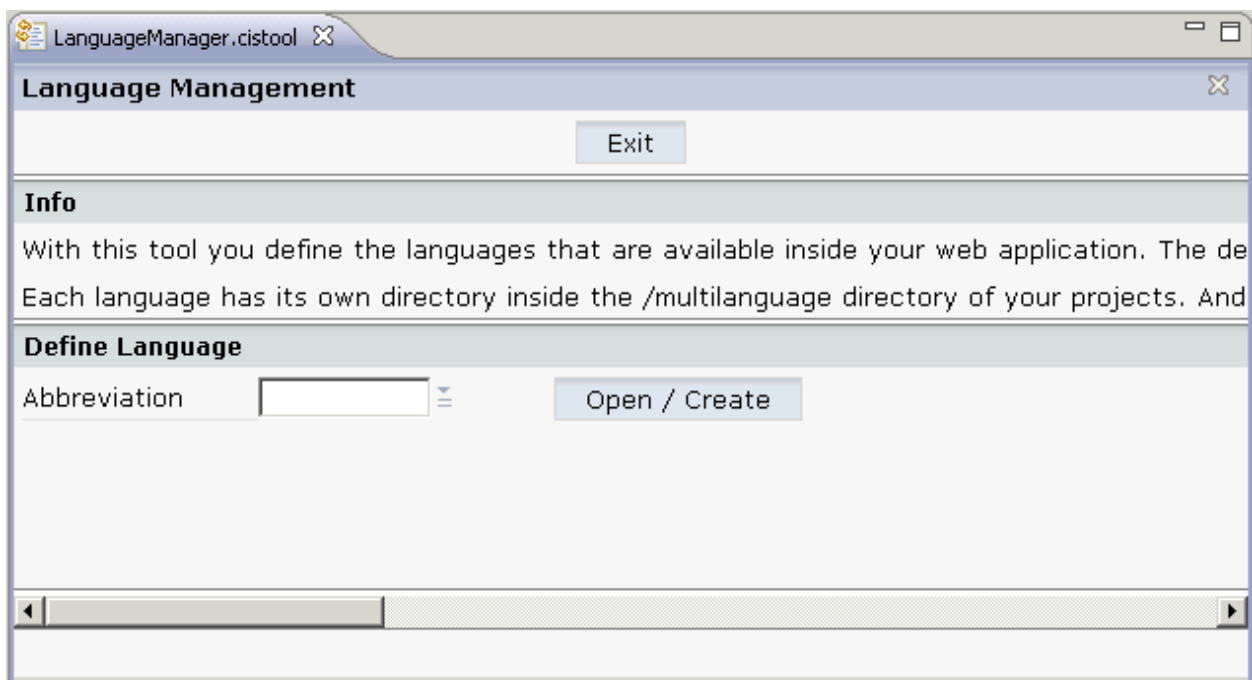 LanguageManager.cistool
Language Management
Exit
Info
With this tool you define the languages that are available inside your web application. The de
Each language has its own directory inside the /multilanguage directory of your projects. And
Define Language
Abbreviation Open / Create